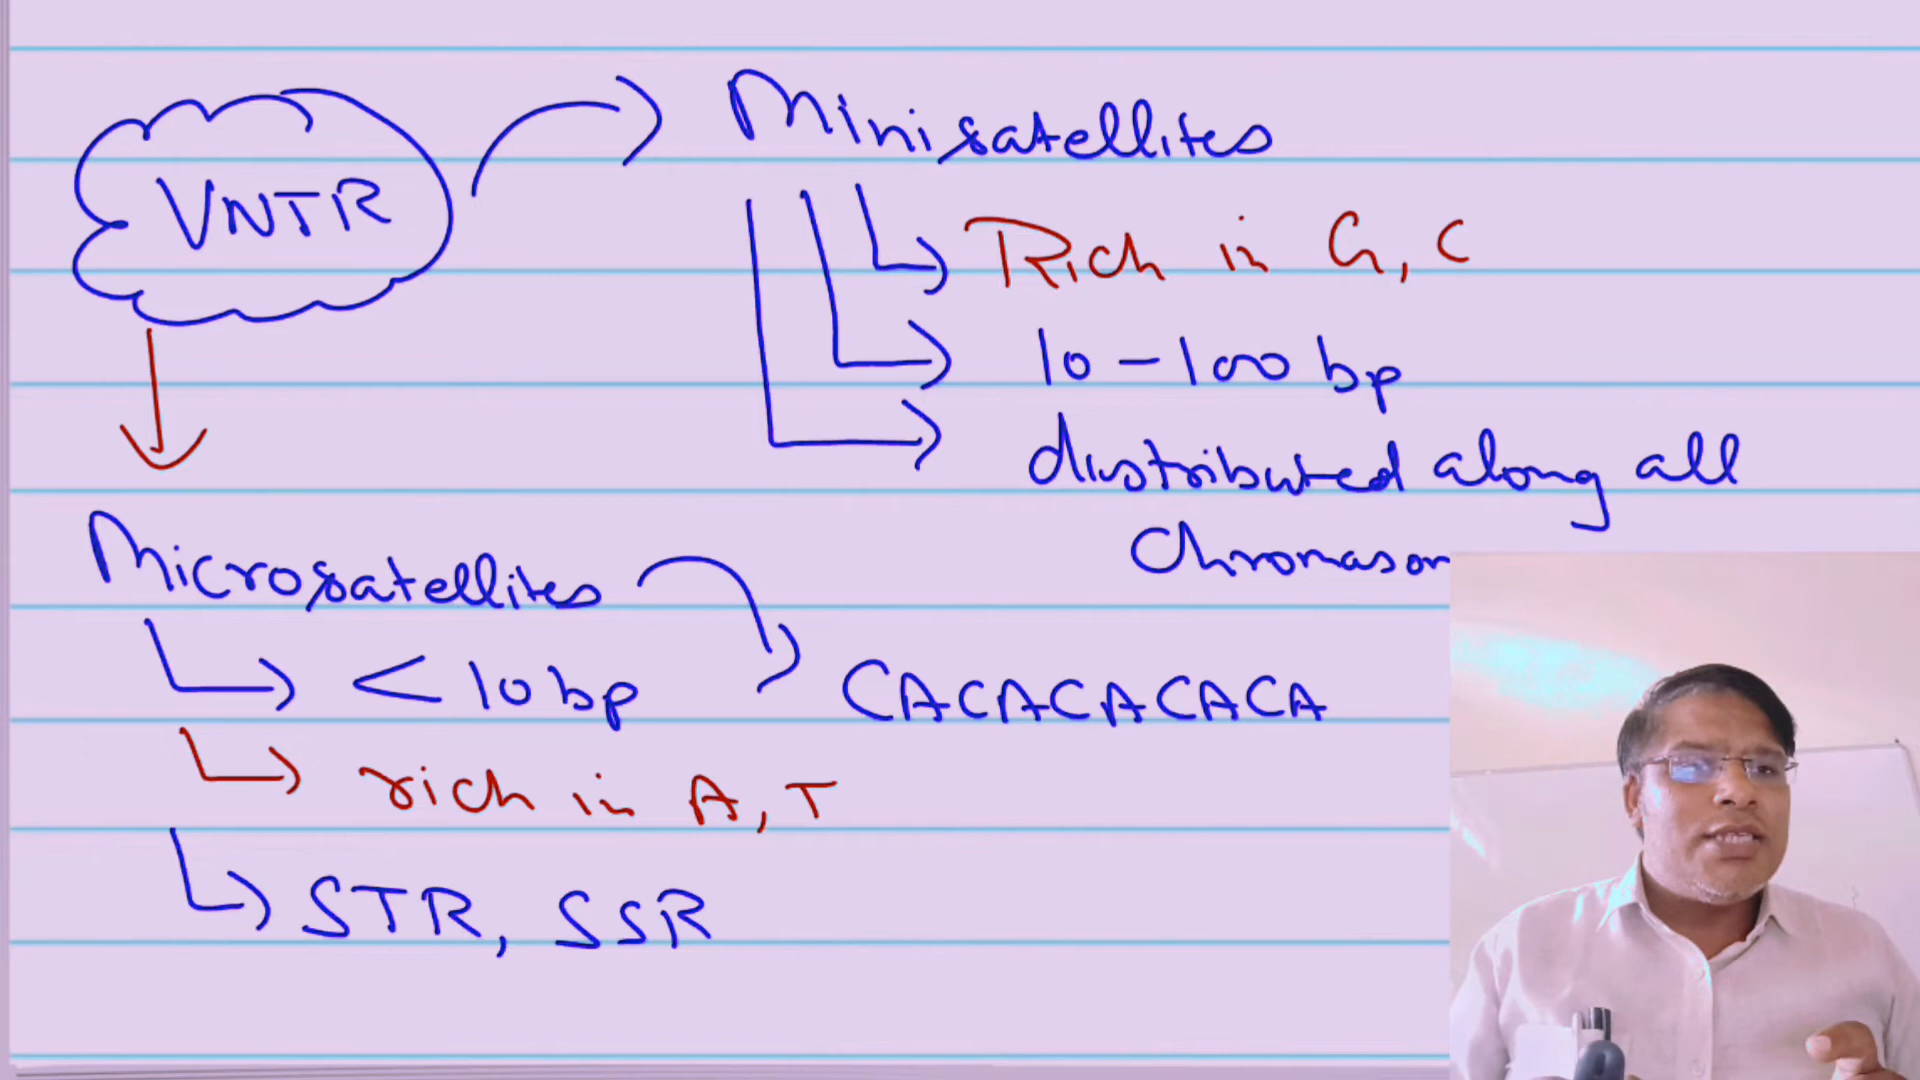 VNTR
Minisatellites
Rich in G, C
10-100 bp
distributed along all
Microsatellites
< 10 bp
CACACACACA
rich in A, T
STR, SSR